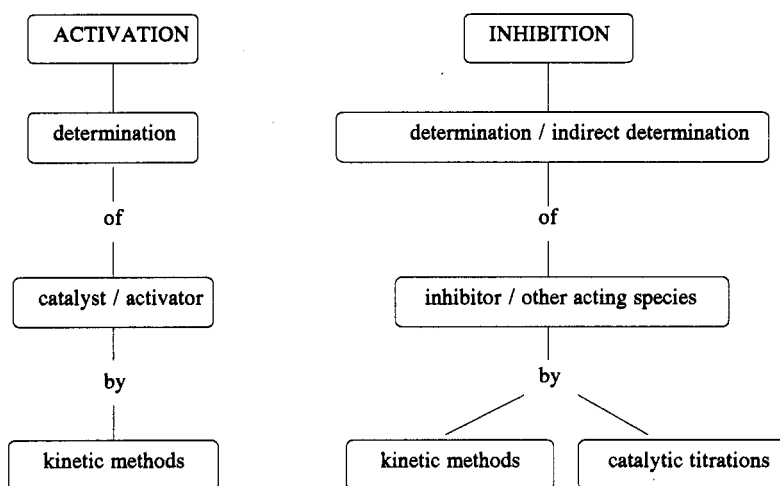 ACTIVATION
determination
of
catalyst / activator
by
kinetic methods
INHIBITION
determination / indirect determination
of
inhibitor / other acting species
by
kinetic methods
catalytic titrations